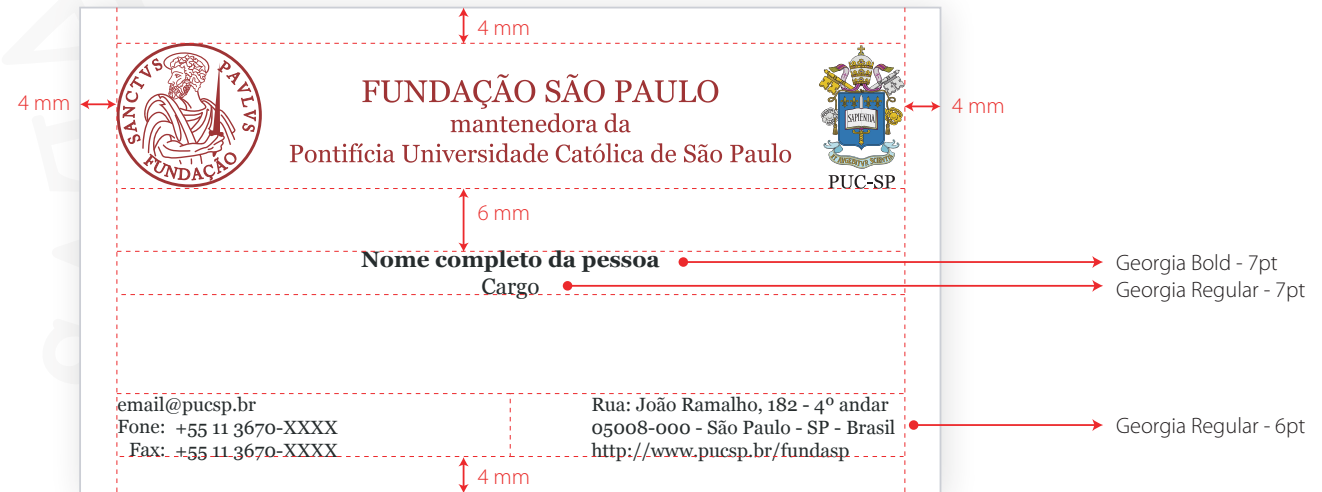 4 mm
4 mm
4 mm
SANCTVS PAVLVS
FUNDAÇÃO
FUNDAÇÃO SÃO PAULO
mantenedora da
Pontifícia Universidade Católica de São Paulo
SAPIENTIA
PUC-SP
6 mm
Nome completo da pessoa
Georgia Bold - 7pt
Cargo
Georgia Regular - 7pt
email@pucsp.br
Fone: +55 11 3670-XXXX
Fax: +55 11 3670-XXXX
Rua: João Ramalho, 182 - 4º andar
05008-000 - São Paulo - SP - Brasil
http://www.pucsp.br/fundasp
Georgia Regular - 6pt
4 mm